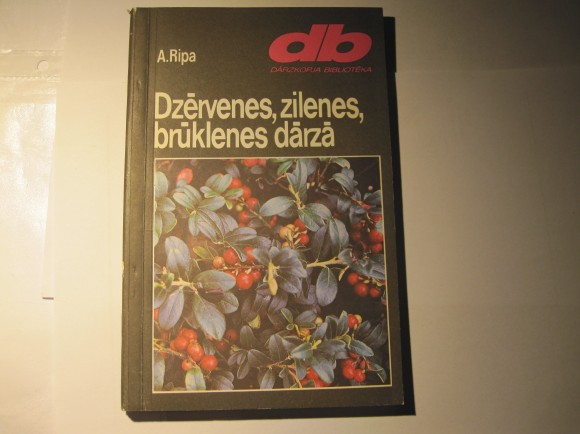 A.Ripa
db
DĀRZKOPJA BIBLIOTĒKA
Dzērvenes, zilenes,
brūklenes dārzā